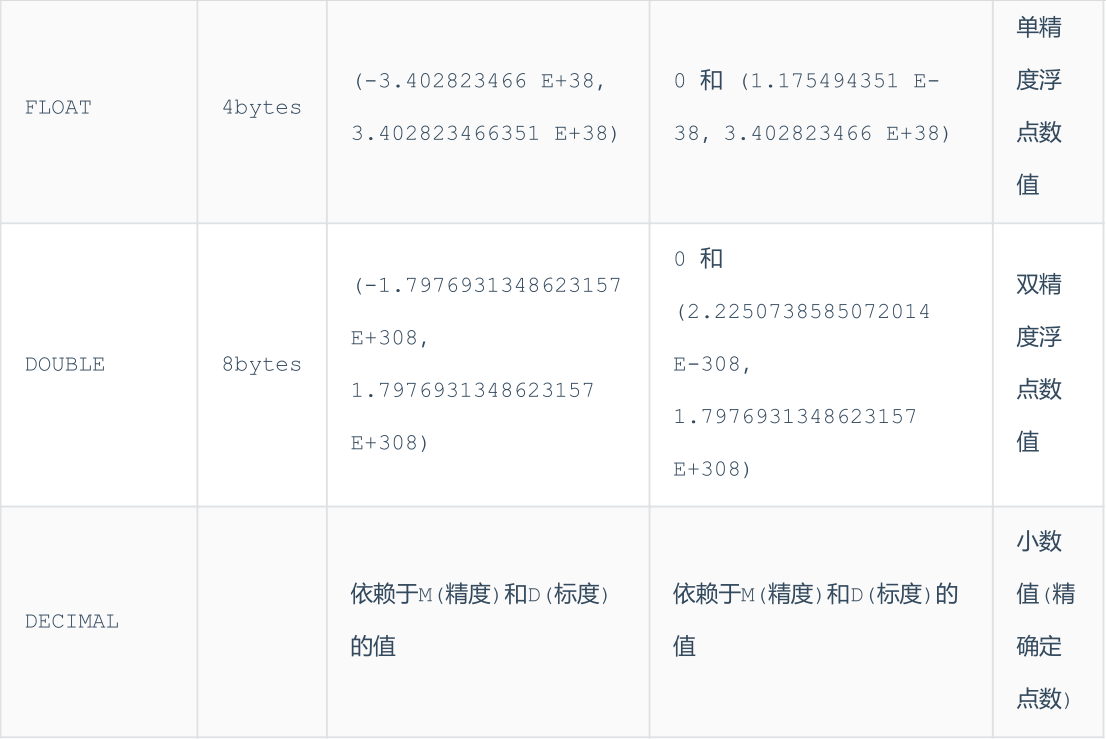 FLOAT
4bytes
(-3.402823466 E+38,
3.402823466351 E+38)
0 和 (1.175494351 E-
38, 3.402823466 E+38)
单精
度浮
点数
值
DOUBLE
8bytes
(-1.7976931348623157
E+308,
1.7976931348623157
E+308)
0 和
(2.2250738585072014
E-308,
1.7976931348623157
E+308)
双精
度浮
点数
值
DECIMAL
依赖于M(精度)和D(标度)
的值
依赖于M(精度)和D(标度)的
值
小数
值(精
确定
点数)